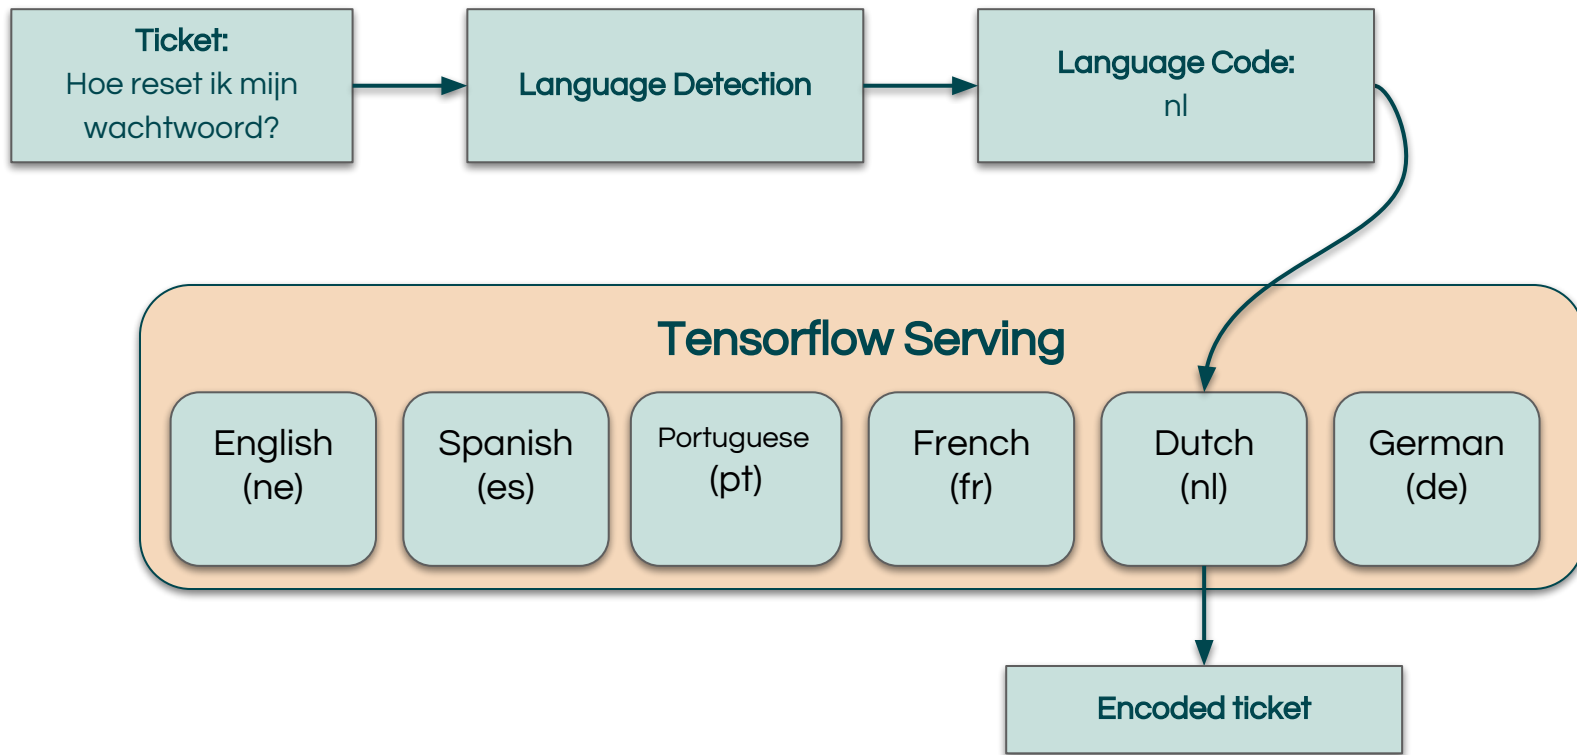 Ticket:
Hoe reset ik mijn
wachtwoord?
Language Detection
Language Code:
nl
Tensorflow Serving
English
(ne)
Spanish
(es)
Portuguese
(pt)
French
(fr)
Dutch
(nl)
German
(de)
Encoded ticket